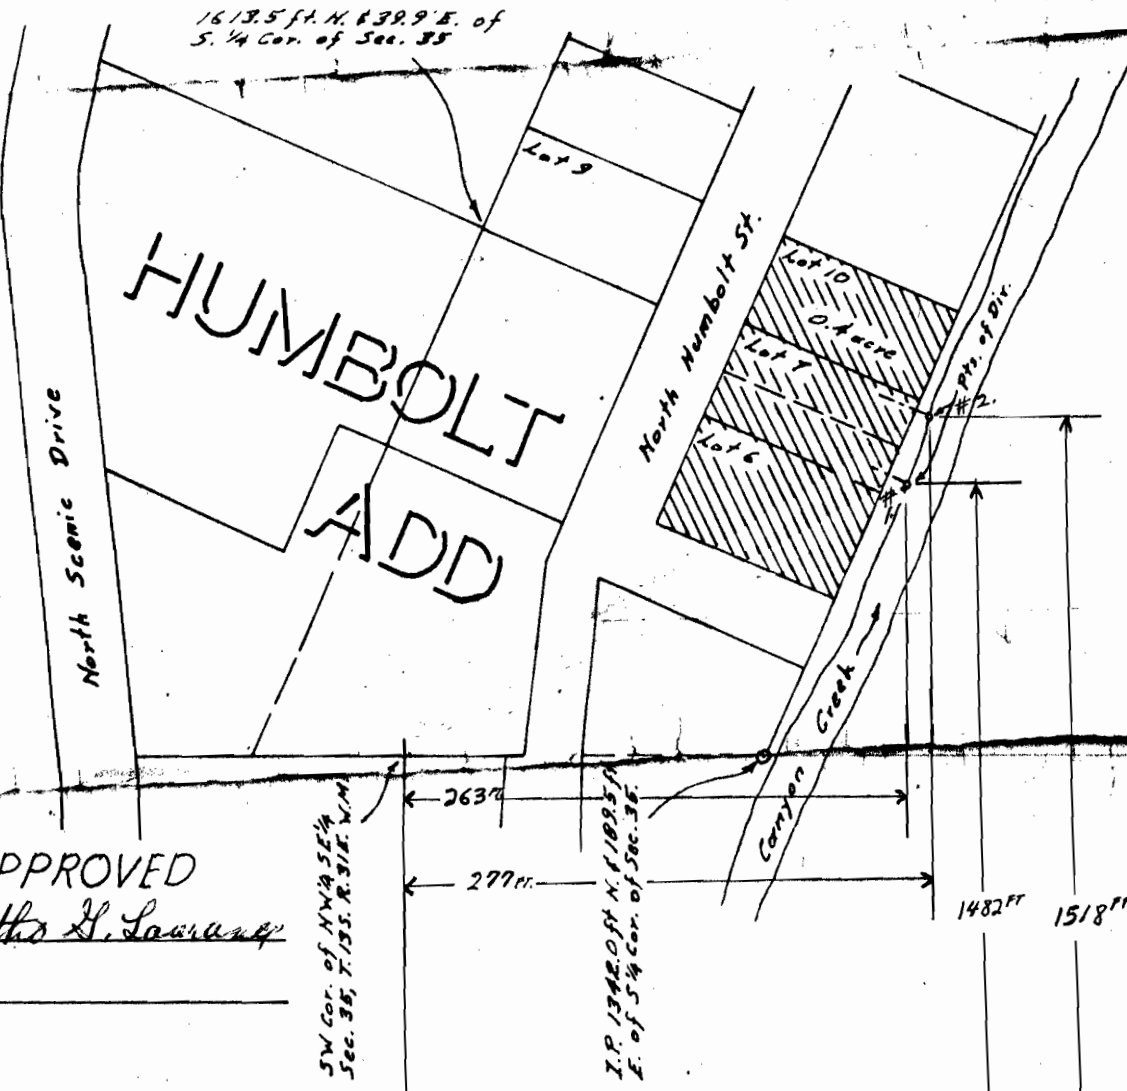 1613.5 ft. N. & 39.9' E. of
S. 1/4 Cor. of Sec. 35
Lot 9
HUMBOLT
ADD
North Scenic Drive
North Humbolt St.
Lot 10
0.4 acre
Lot 7
Lot 6
Pts. of Div.
#2.
#1
Canyon Creek
263
277 FT.
1482 FT
1518 FT
SW Cor. of NW1/4 SE 1/4
Sec. 35, T.13S. R.31E. W.M.
I.P. 1342.0 ft N. & 189.5 ft
E. of S 1/4 Cor. of Sec. 35.
PPROVED